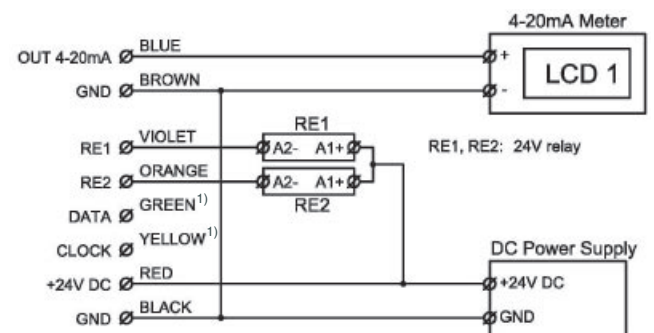 4-20mA Meter
OUT 4-20mA BLUE +
LCD 1
GND BROWN -
RE1
RE1 VIOLET A2- A1+ RE1, RE2: 24V relay
RE2 ORANGE A2- A1+
RE2
DATA GREEN1)
CLOCK YELLOW1)
DC Power Supply
+24V DC RED +24V DC
GND BLACK GND